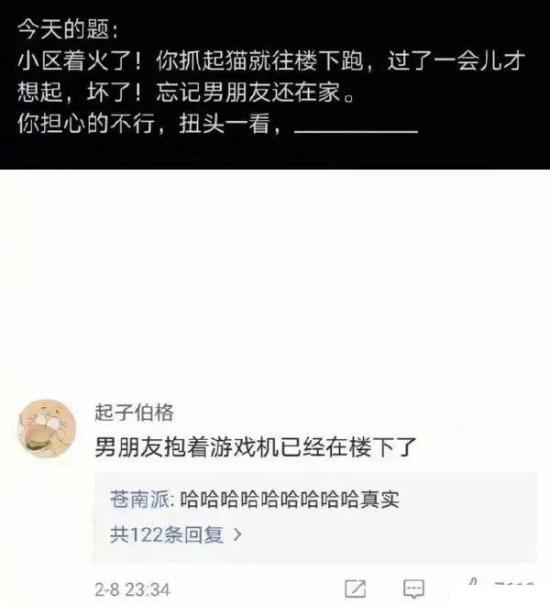 今天的题：
小区着火了！你抓起猫就往楼下跑，过了一会儿才
想起，坏了！忘记男朋友还在家。
你担心的不行，扭头一看，__________
起子伯格
男朋友抱着游戏机已经在楼下了
苍南派: 哈哈哈哈哈哈哈哈哈真实
共122条回复 >
2-8 23:34